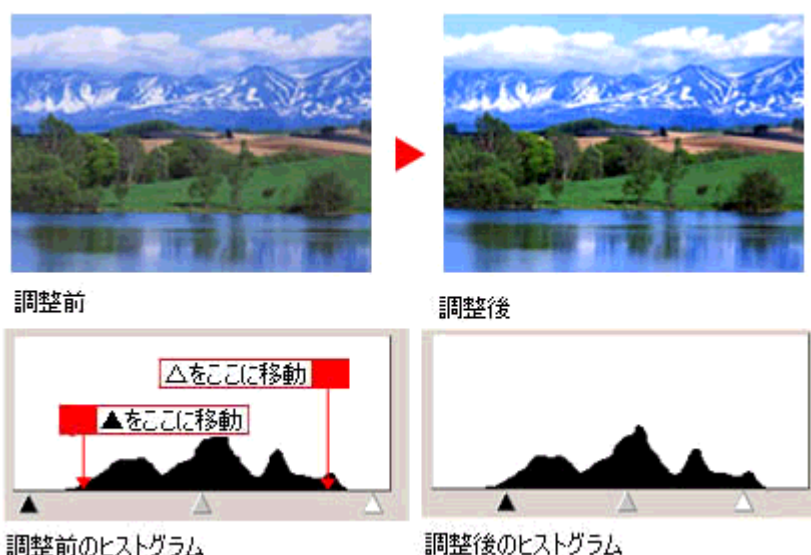 調整前
調整後
△をここに移動
▲をここに移動
調整前のヒストグラム
調整後のヒストグラム